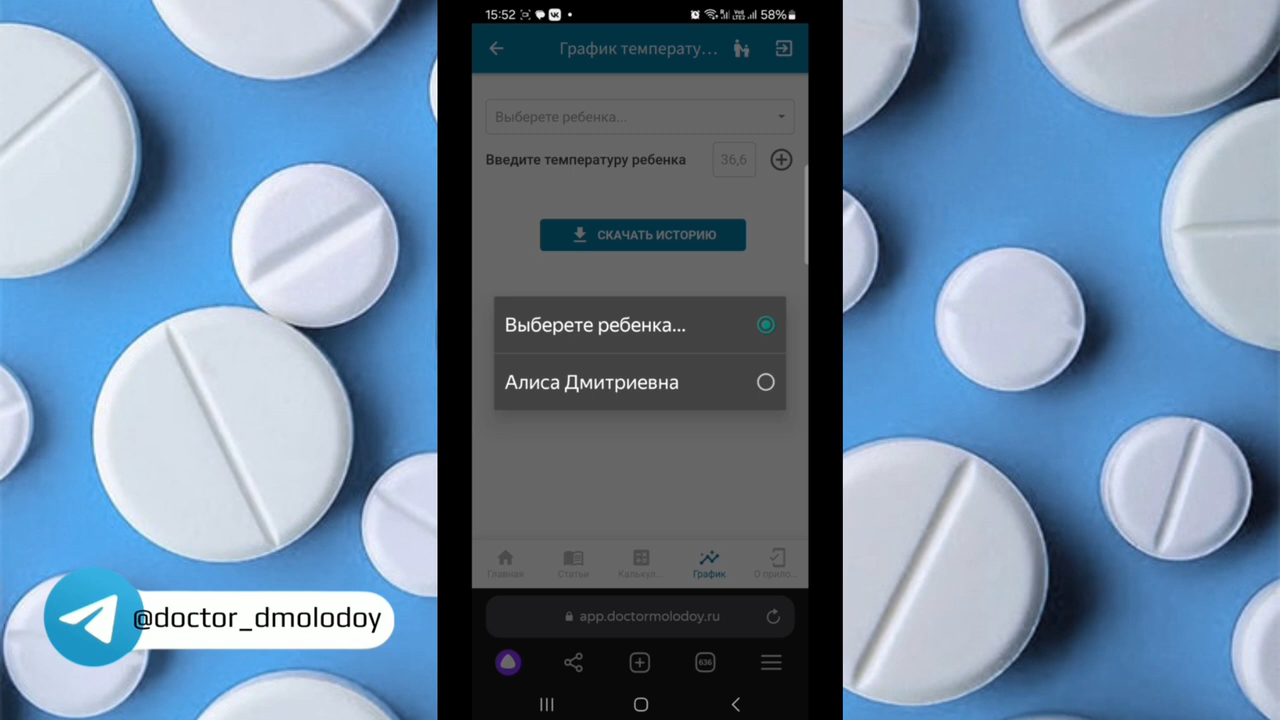 15:52
58%
График температу...
Выберете ребенка...
Введите температуру ребенка 36,6
СКАЧАТЬ ИСТОРИЮ
Выберете ребенка...
Алиса Дмитриевна
Главная Статьи Калькул... График О прило...
app.doctormolodoy.ru
636
@doctor_dmolodoy